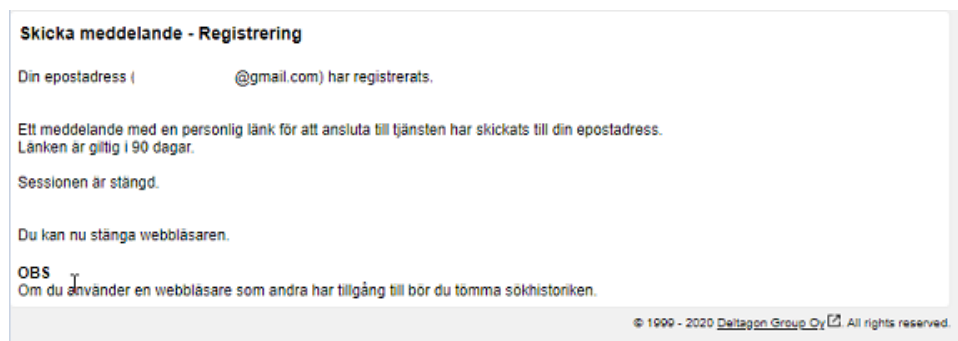 Skicka meddelande - Registrering
Din epostadress ( @gmail.com) har registrerats.
Ett meddelande med en personlig länk för att ansluta till tjänsten har skickats till din epostadress.
Länken är giltig i 90 dagar.
Sessionen är stängd.
Du kan nu stänga webbläsaren.
OBS
Om du använder en webbläsare som andra har tillgång till bör du tömma sökhistoriken.
© 1999 - 2020 Deltagon Group Oy. All rights reserved.